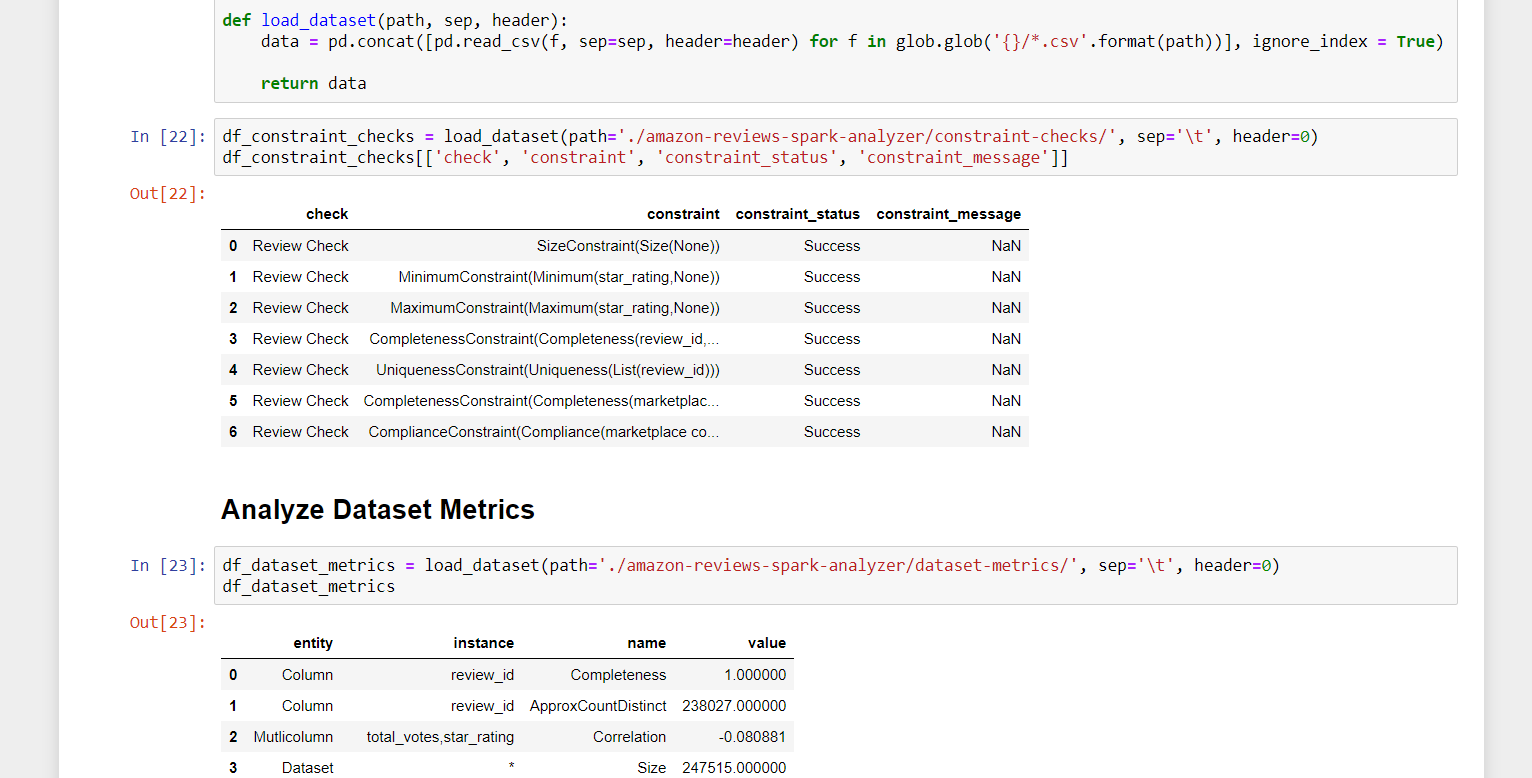 def load_dataset(path, sep, header):
    data = pd.concat([pd.read_csv(f, sep=sep, header=header) for f in glob.glob('{}/*.csv'.format(path))], ignore_index = True)
    return data
In [22]: df_constraint_checks = load_dataset(path='./amazon-reviews-spark-analyzer/constraint-checks/', sep='\t', header=0)
df_constraint_checks[['check', 'constraint', 'constraint_status', 'constraint_message']]
Out[22]:
check constraint constraint_status constraint_message
0 Review Check SizeConstraint(Size(None)) Success NaN
1 Review Check MinimumConstraint(Minimum(star_rating,None)) Success NaN
2 Review Check MaximumConstraint(Maximum(star_rating,None)) Success NaN
3 Review Check CompletenessConstraint(Completeness(review_id,... Success NaN
4 Review Check UniquenessConstraint(Uniqueness(List(review_id))) Success NaN
5 Review Check CompletenessConstraint(Completeness(marketplac... Success NaN
6 Review Check ComplianceConstraint(Compliance(marketplace co... Success NaN
Analyze Dataset Metrics
In [23]: df_dataset_metrics = load_dataset(path='./amazon-reviews-spark-analyzer/dataset-metrics/', sep='\t', header=0)
df_dataset_metrics
Out[23]:
entity instance name value
0 Column review_id Completeness 1.000000
1 Column review_id ApproxCountDistinct 238027.000000
2 Mutlicolumn total_votes,star_rating Correlation -0.080881
3 Dataset * Size 247515.000000